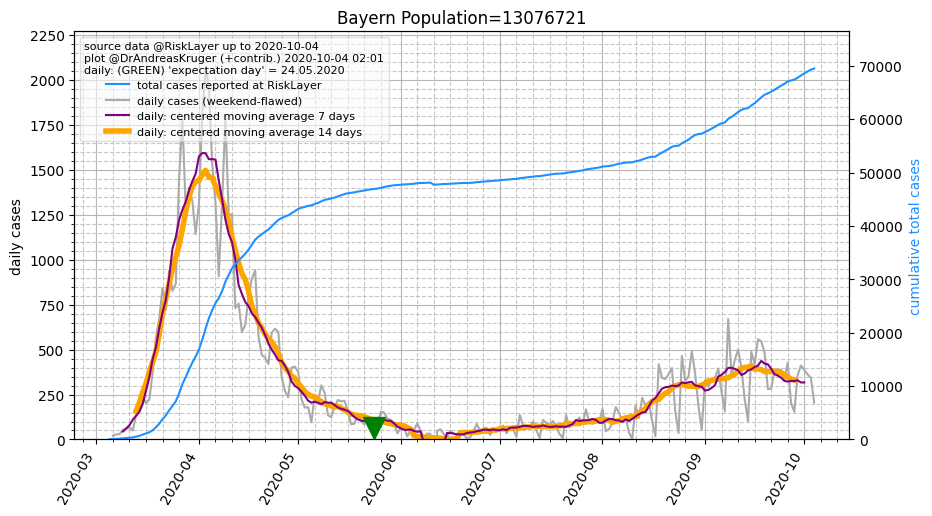 Bayern Population=13076721
source data @RiskLayer up to 2020-10-04
plot @DrAndreasKruger (+contrib.) 2020-10-04 02:01
daily: (GREEN) 'expectation day' = 24.05.2020
total cases reported at RiskLayer
daily cases (weekend-flawed)
daily: centered moving average 7 days
daily: centered moving average 14 days
daily cases
2250
2000
1750
1500
1250
1000
750
500
250
0
cumulative total cases
70000
60000
50000
40000
30000
20000
10000
0
2020-03
2020-04
2020-05
2020-06
2020-07
2020-08
2020-09
2020-10